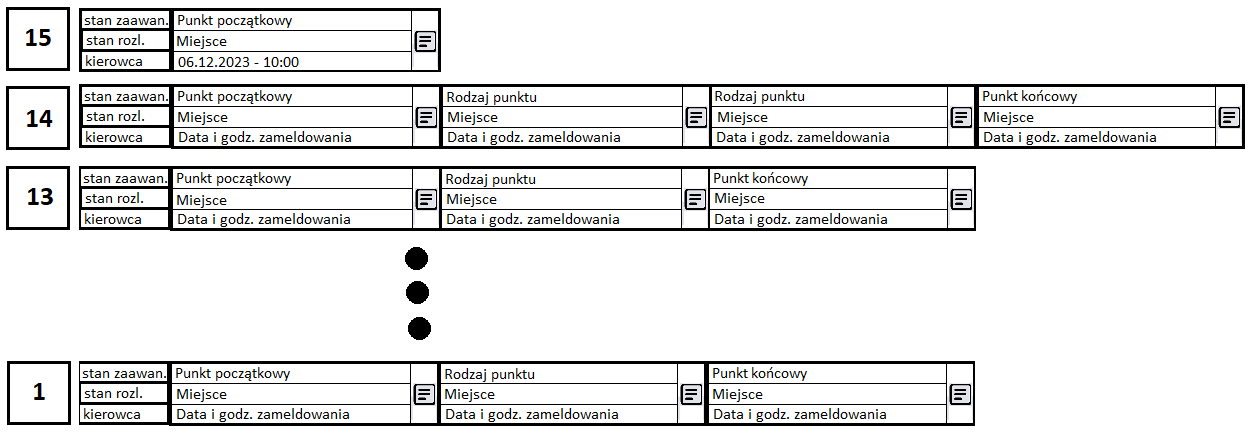 15
stan zaawan. Punkt początkowy
stan rozl. Miejsce
kierowca 06.12.2023 - 10:00
14
stan zaawan. Punkt początkowy Rodzaj punktu Rodzaj punktu Punkt końcowy
stan rozl. Miejsce Miejsce Miejsce Miejsce
kierowca Data i godz. zameldowania Data i godz. zameldowania Data i godz. zameldowania Data i godz. zameldowania
13
stan zaawan. Punkt początkowy Rodzaj punktu Punkt końcowy
stan rozl. Miejsce Miejsce Miejsce
kierowca Data i godz. zameldowania Data i godz. zameldowania Data i godz. zameldowania
1
stan zaawan. Punkt początkowy Rodzaj punktu Punkt końcowy
stan rozl. Miejsce Miejsce Miejsce
kierowca Data i godz. zameldowania Data i godz. zameldowania Data i godz. zameldowania